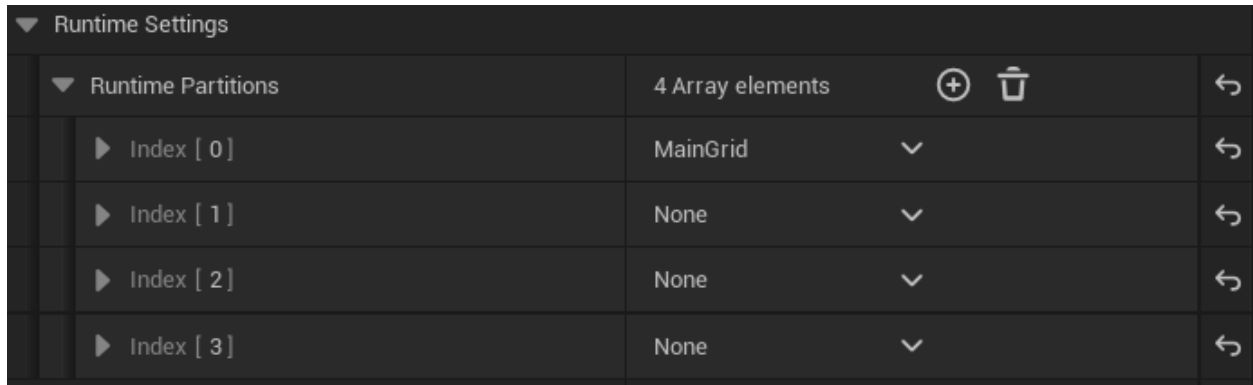 Runtime Settings
Runtime Partitions 4 Array elements
Index [ 0 ] MainGrid
Index [ 1 ] None
Index [ 2 ] None
Index [ 3 ] None